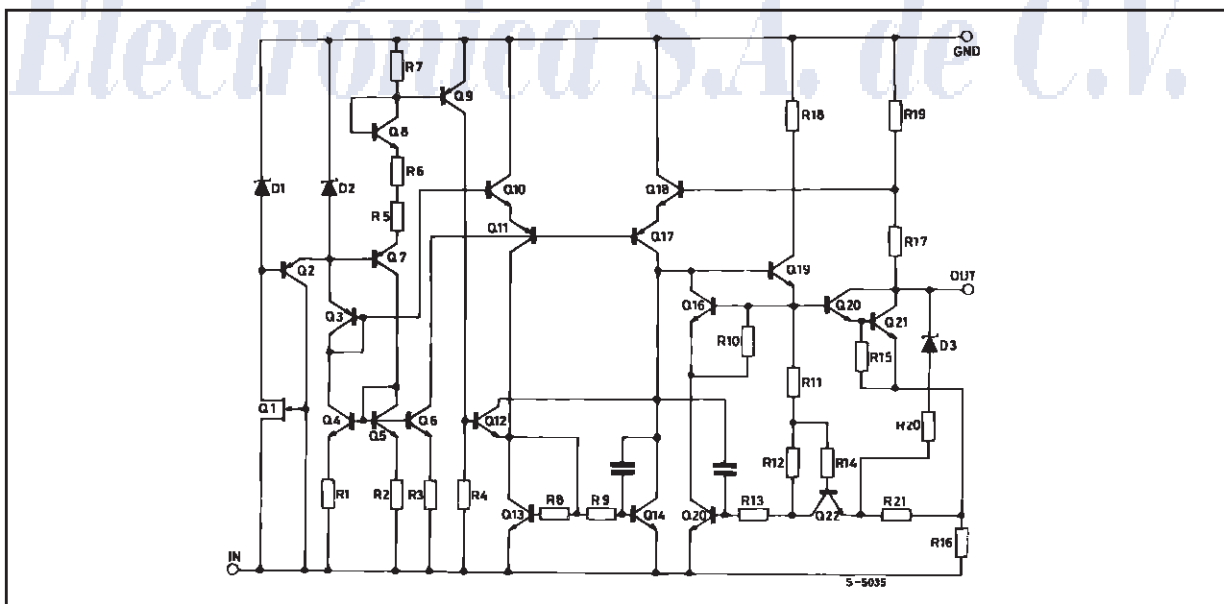 Electrónica S.A. de C.V.
GND
R7
Q9
Q8
R18
R19
R6
D1
D2
Q10
Q18
R5
Q11
Q17
R17
Q7
Q2
OUT
Q19
Q3
Q16
Q20
Q21
R10
D3
R15
R11
Q1
Q4
Q5
Q6
Q12
R20
R12
R14
R1
R2
R3
R4
R8
R9
R13
Q13
Q14
Q20
Q22
R21
R16
IN
S-5035